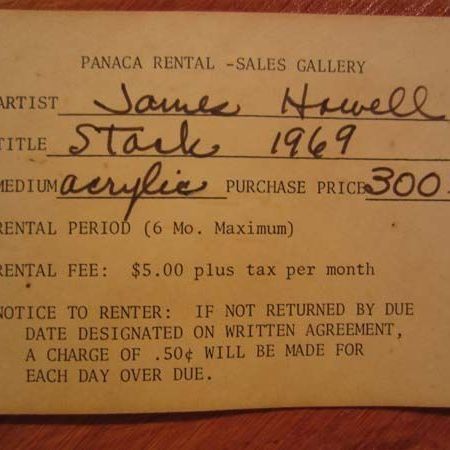 PANACA RENTAL -SALES GALLERY
ARTIST James Howell
TITLE Stack 1969
MEDIUM acrylic PURCHASE PRICE 300.
RENTAL PERIOD (6 Mo. Maximum)
RENTAL FEE: $5.00 plus tax per month
NOTICE TO RENTER: IF NOT RETURNED BY DUE
DATE DESIGNATED ON WRITTEN AGREEMENT,
A CHARGE OF .50¢ WILL BE MADE FOR
EACH DAY OVER DUE.